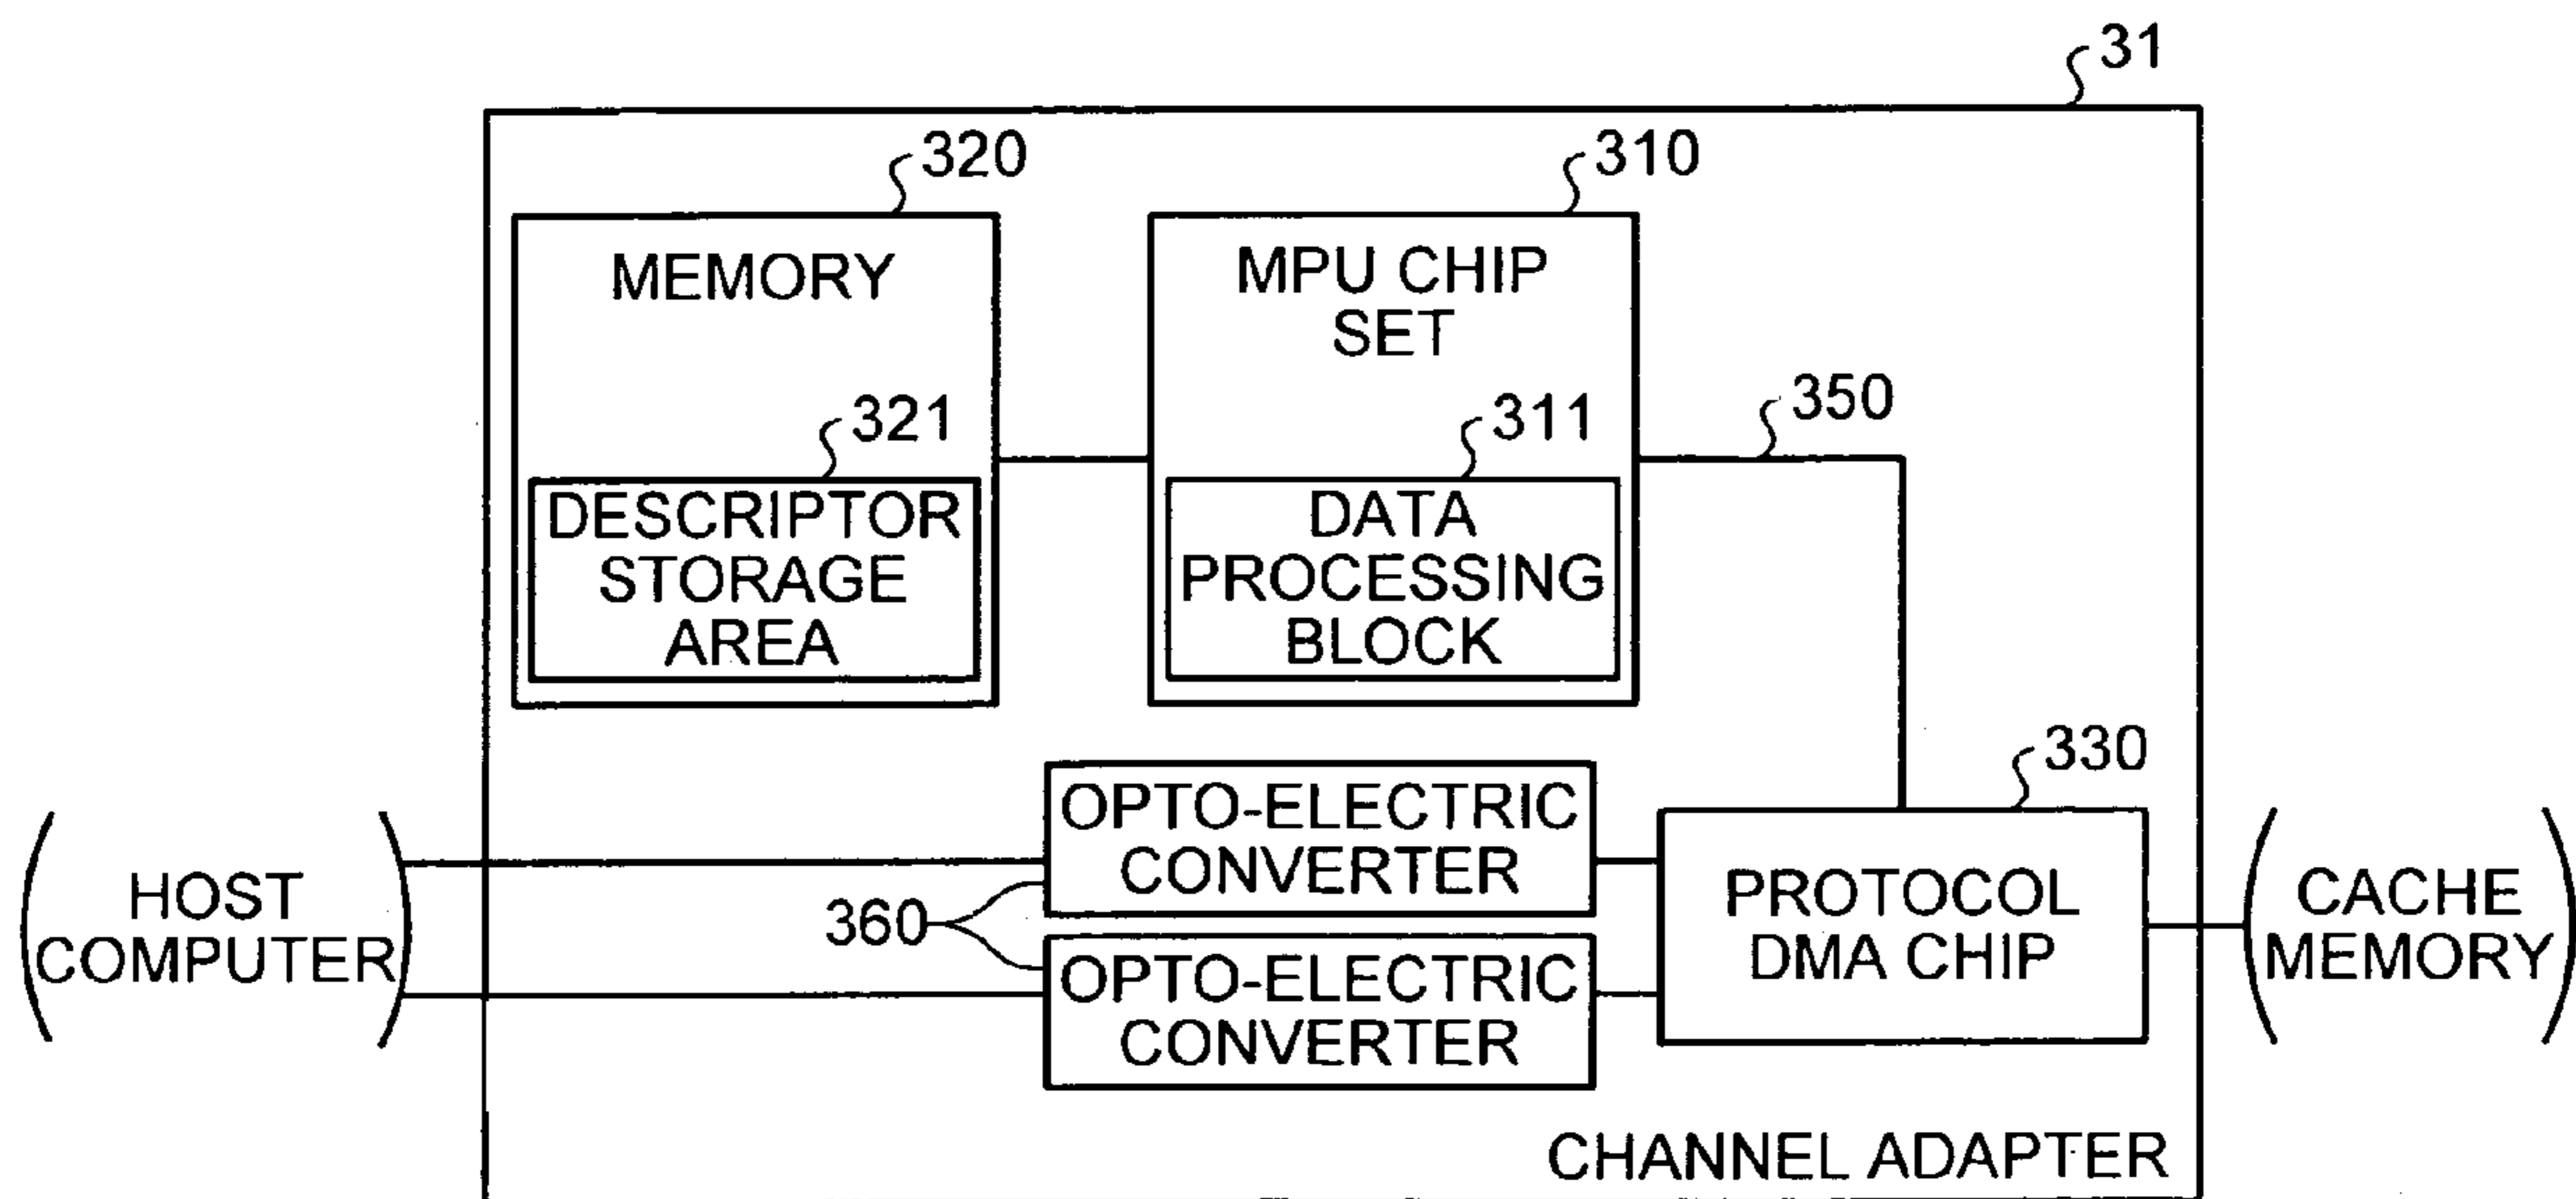 31
320
310
MEMORY
MPU CHIP
SET
321
311
350
DESCRIPTOR
STORAGE
AREA
DATA
PROCESSING
BLOCK
330
OPTO-ELECTRIC
CONVERTER
HOST
COMPUTER
360
PROTOCOL
DMA CHIP
CACHE
MEMORY
OPTO-ELECTRIC
CONVERTER
CHANNEL ADAPTER